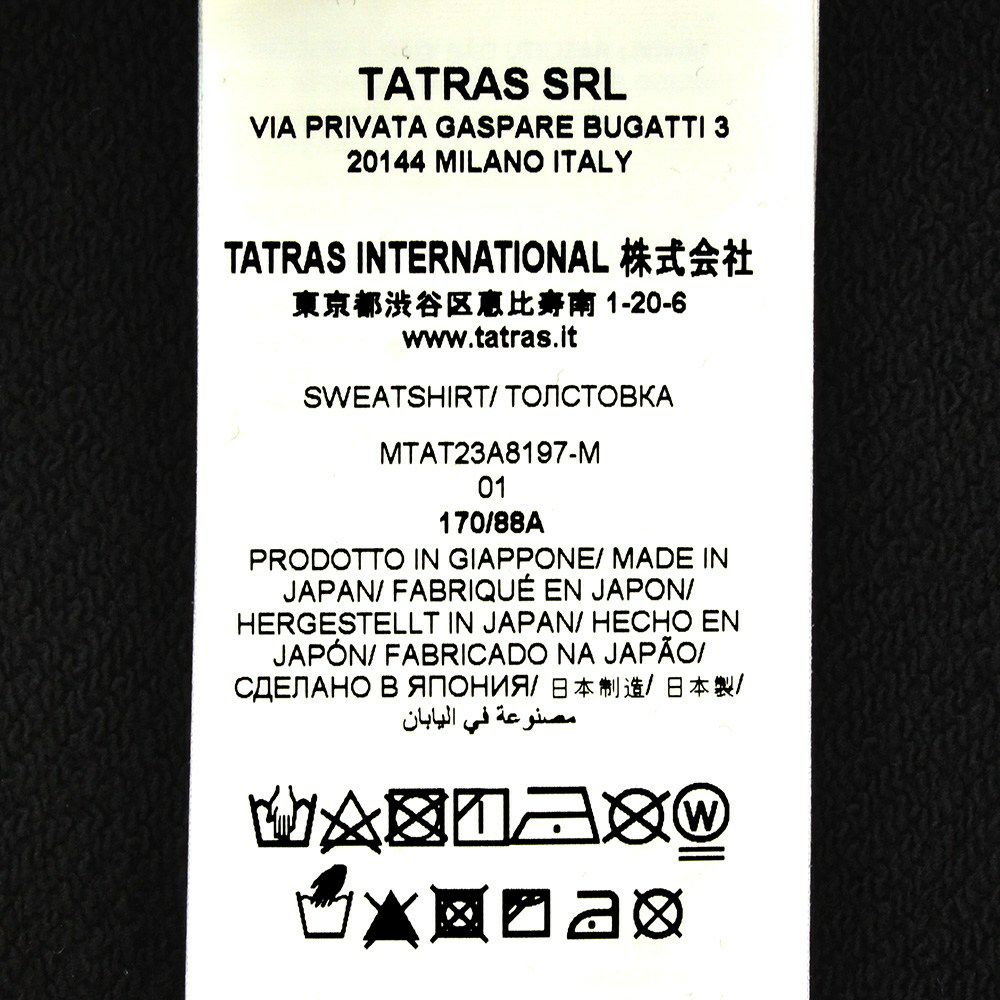 TATRAS SRL
VIA PRIVATA GASPARE BUGATTI 3
20144 MILANO ITALY
TATRAS INTERNATIONAL 株式会社
東京都渋谷区恵比寿南 1-20-6
www.tatras.it
SWEATSHIRT/ ТОЛСТОВКА
MTAT23A8197-M
01
170/88A
PRODOTTO IN GIAPPONE/ MADE IN
JAPAN/ FABRIQUÉ EN JAPON/
HERGESTELLT IN JAPAN/ HECHO EN
JAPÓN/ FABRICADO NA JAPÃO/
СДЕЛАНО В ЯПОНИЯ/ 日本制造/ 日本製/
مصنوعة في اليابان
W